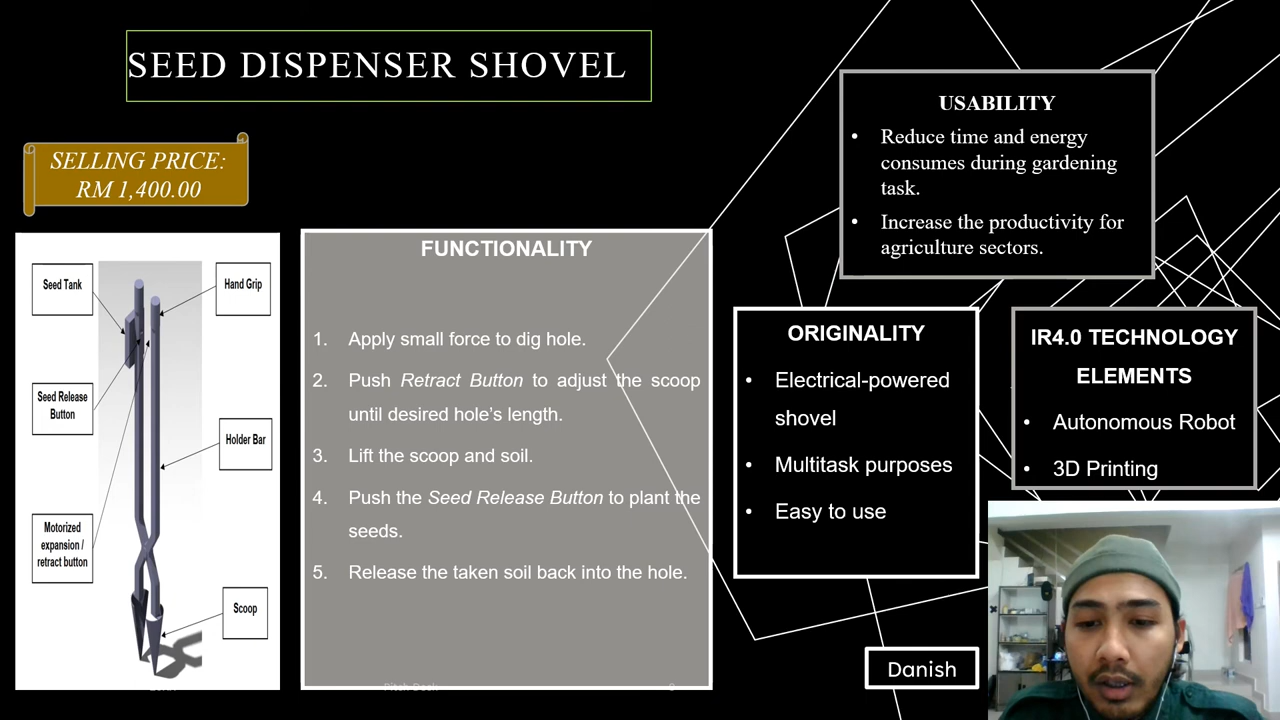 SEED DISPENSER SHOVEL
SELLING PRICE:
RM 1,400.00
Seed Tank
Hand Grip
Seed Release
Button
Holder Bar
Motorized
expansion /
retract button
Scoop
FUNCTIONALITY
1. Apply small force to dig hole.
2. Push Retract Button to adjust the scoop
until desired hole's length.
3. Lift the scoop and soil.
4. Push the Seed Release Button to plant the
seeds.
5. Release the taken soil back into the hole.
Pitch Deck
USABILITY
• Reduce time and energy
consumes during gardening
task.
• Increase the productivity for
agriculture sectors.
ORIGINALITY
• Electrical-powered
shovel
• Multitask purposes
• Easy to use
IR4.0 TECHNOLOGY
ELEMENTS
• Autonomous Robot
• 3D Printing
Danish